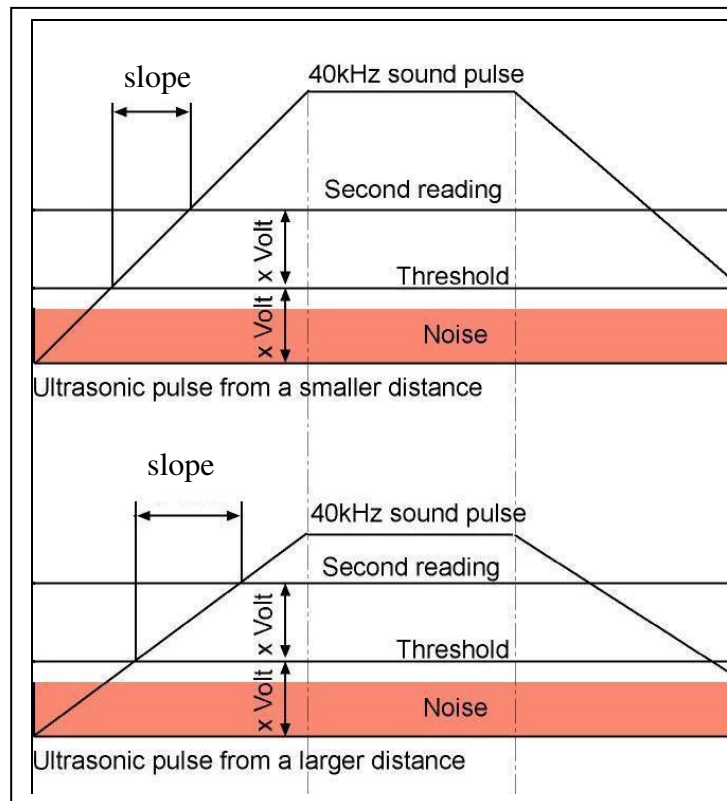 slope
40kHz sound pulse
Second reading
x Volt
Threshold
x Volt
Noise
Ultrasonic pulse from a smaller distance
slope
40kHz sound pulse
Second reading
x Volt
Threshold
x Volt
Noise
Ultrasonic pulse from a larger distance